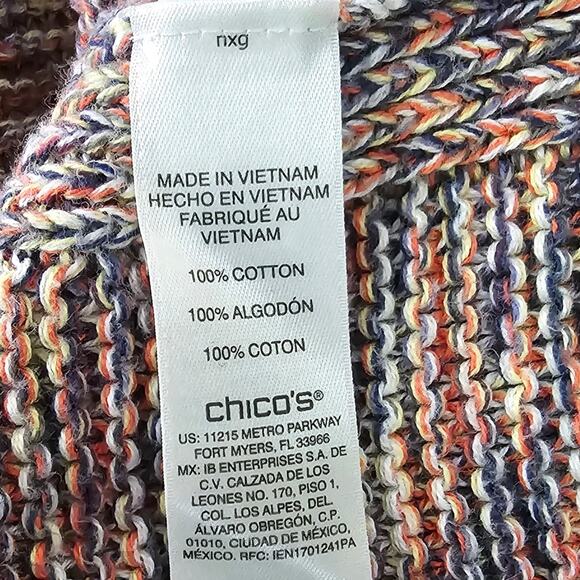 nxg
MADE IN VIETNAM
HECHO EN VIETNAM
FABRIQUÉ AU
VIETNAM
100% COTTON
100% ALGODÓN
100% COTON
chico's®
US: 11215 METRO PARKWAY
FORT MYERS, FL 33966
MX: IB ENTERPRISES S.A. DE
C.V. CALZADA DE LOS
LEONES NO. 170, PISO 1,
COL. LOS ALPES, DEL
ÁLVARO OBREGÓN, C.P.
01010, CIUDAD DE MÉXICO,
MÉXICO. RFC: IEN1701241PA